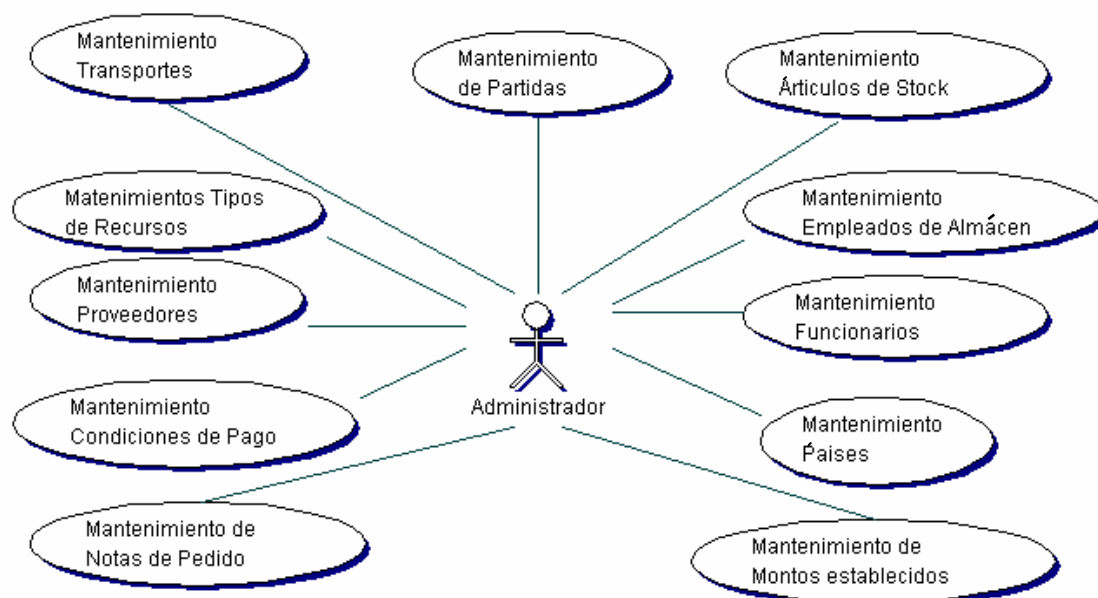 Mantenimiento
Transportes
Mantenimiento
de Partidas
Mantenimiento
Árticulos de Stock
Matenimientos Tipos
de Recursos
Mantenimiento
Empleados de Almácen
Mantenimiento
Proveedores
Mantenimiento
Funcionarios
Administrador
Mantenimiento
Condiciones de Pago
Mantenimiento
Páises
Mantenimiento de
Notas de Pedido
Mantenimiento de
Montos establecidos